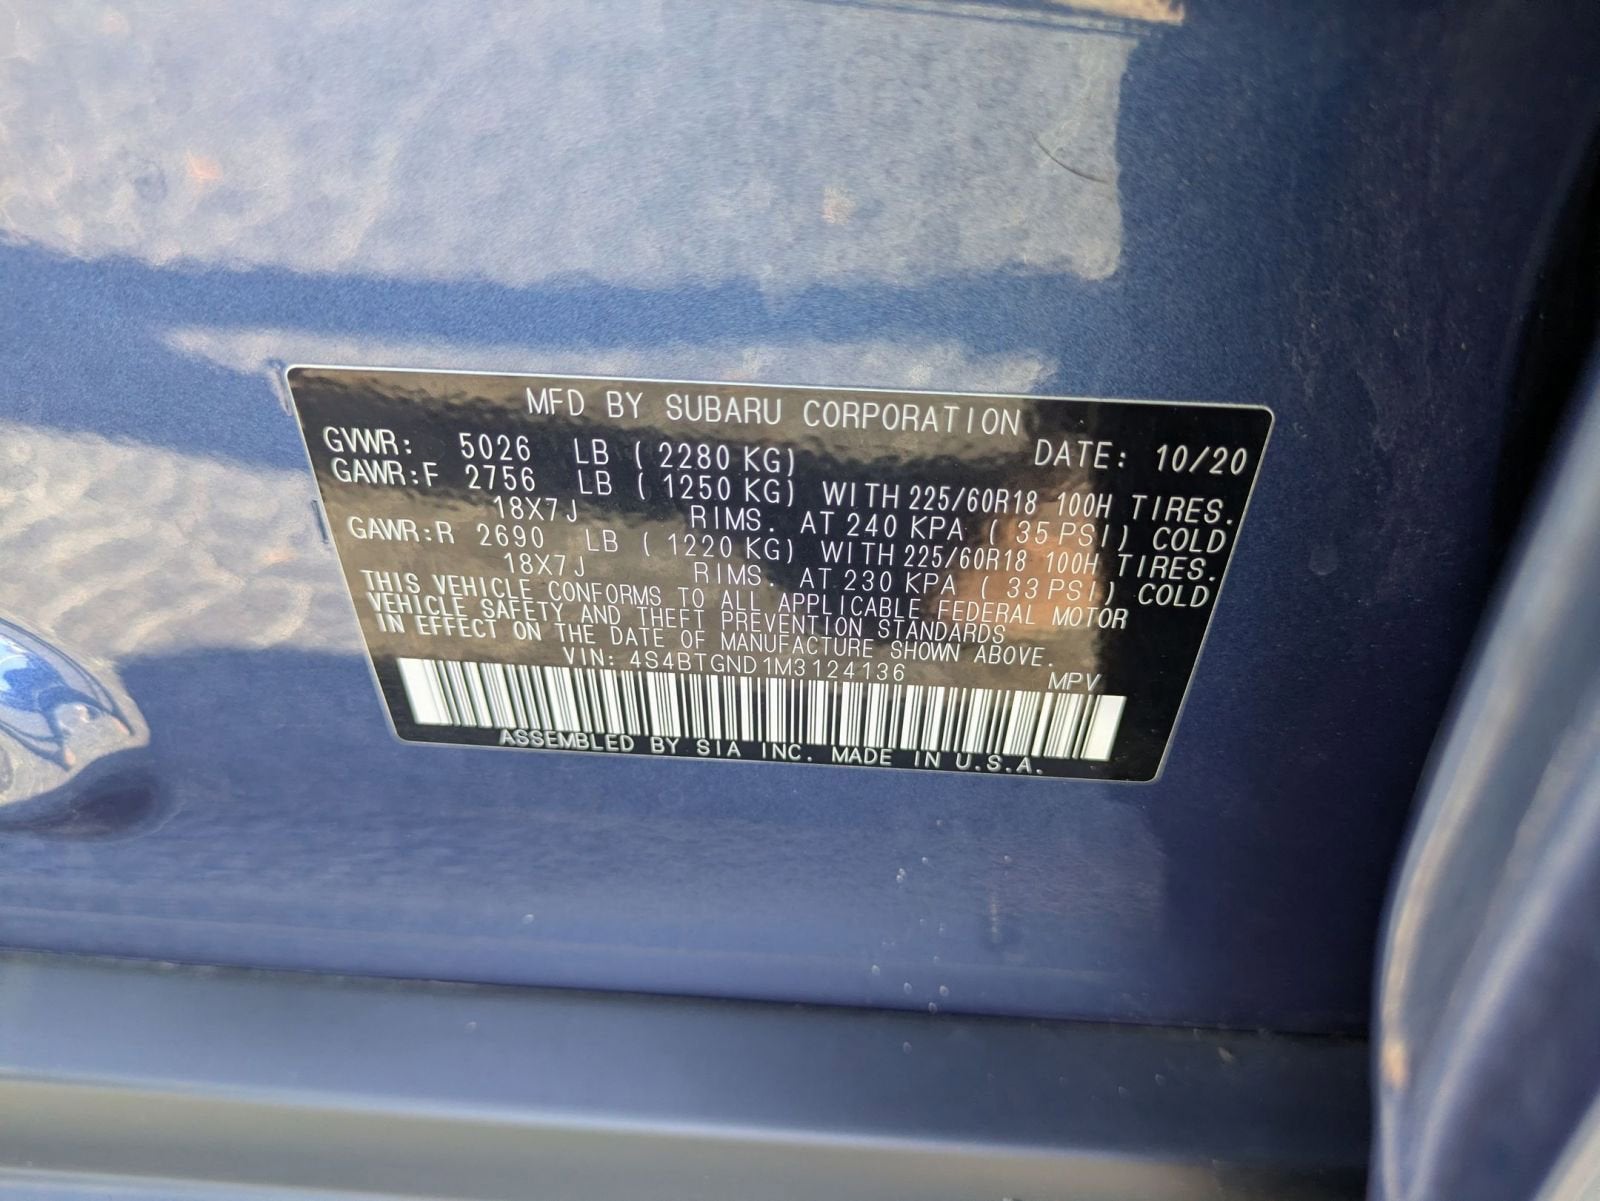 MFD BY SUBARU CORPORATION
GVWR: 5026 LB ( 2280 KG) DATE: 10/20
GAWR:F 2756 LB ( 1250 KG) WITH 225/60R18 100H TIRES.
18X7J RIMS. AT 240 KPA ( 35 PSI) COLD
GAWR:R 2690 LB ( 1220 KG) WITH 225/60R18 100H TIRES.
18X7J RIMS. AT 230 KPA ( 33 PSI) COLD
THIS VEHICLE CONFORMS TO ALL APPLICABLE FEDERAL MOTOR
VEHICLE SAFETY AND THEFT PREVENTION STANDARDS
IN EFFECT ON THE DATE OF MANUFACTURE SHOWN ABOVE.
VIN: 4S4BTGND1M3124136 MPV
ASSEMBLED BY SIA INC. MADE IN U.S.A.